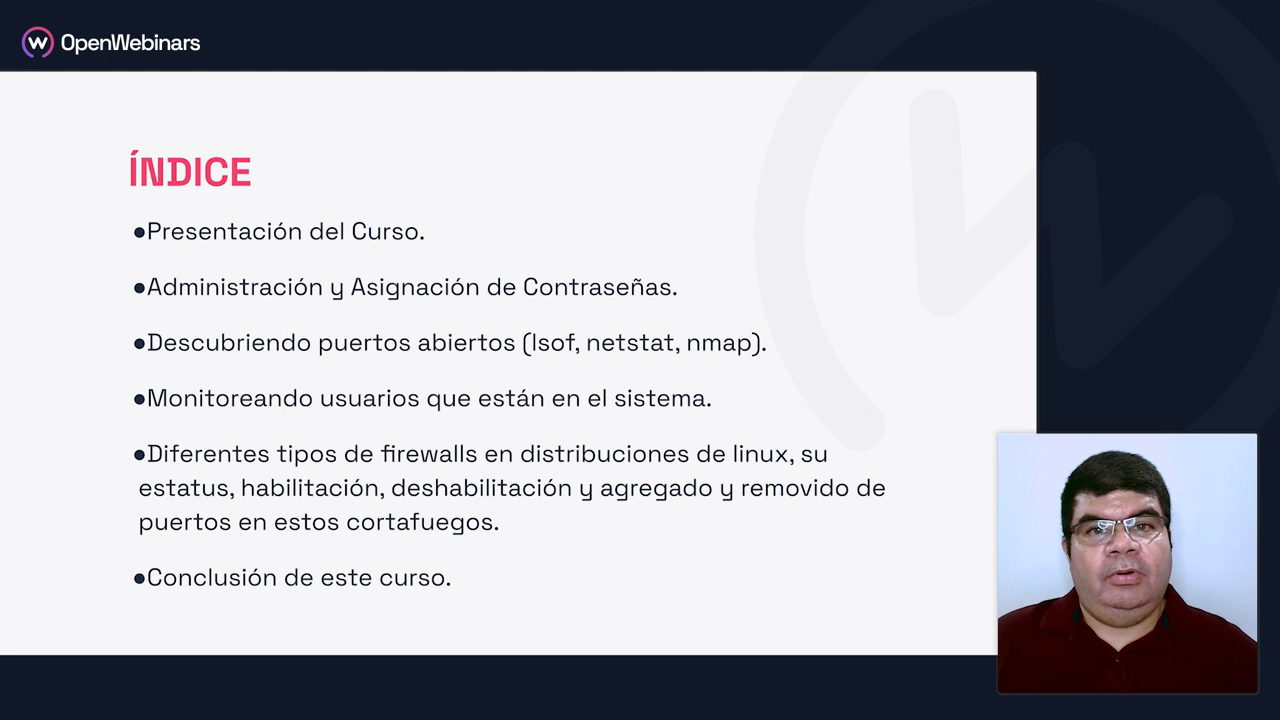 OpenWebinars
ÍNDICE
●Presentación del Curso.
●Administración y Asignación de Contraseñas.
●Descubriendo puertos abiertos (lsof, netstat, nmap).
●Monitoreando usuarios que están en el sistema.
●Diferentes tipos de firewalls en distribuciones de linux, su
estatus, habilitación, deshabilitación y agregado y removido de
puertos en estos cortafuegos.
●Conclusión de este curso.